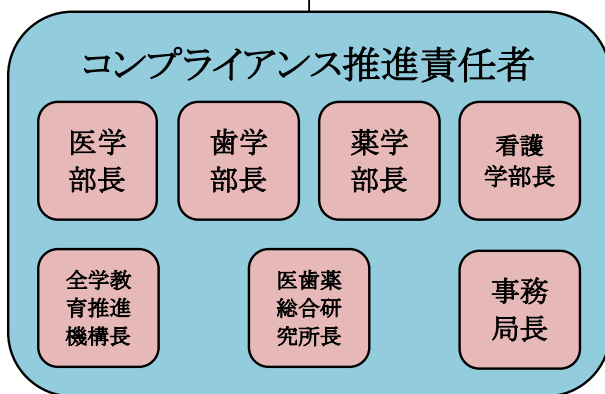 コンプライアンス推進責任者
医学
部長
歯学
部長
薬学
部長
看護
学部長
全学教
育推進
機構長
医歯薬
総合研
究所長
事務
局長